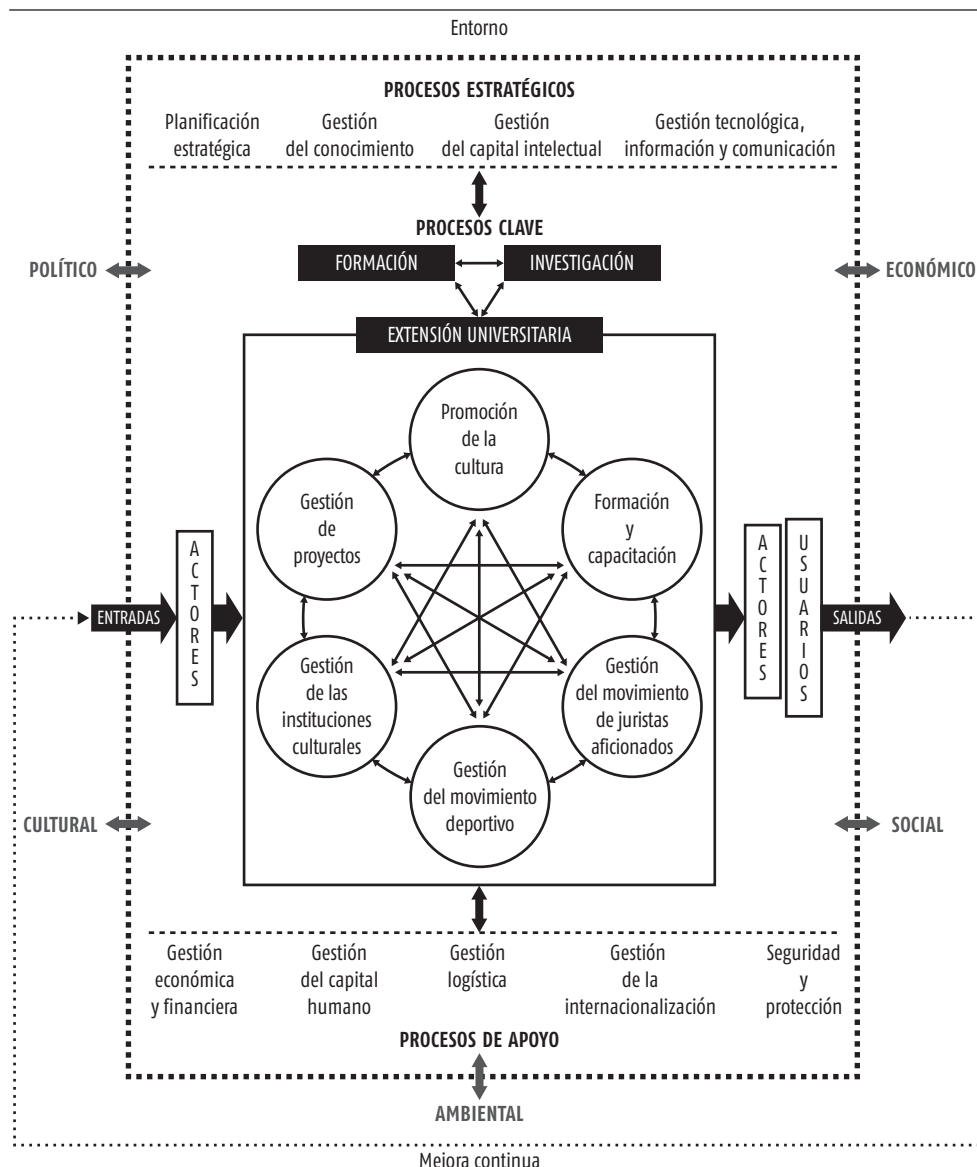 Entorno
PROCESOS ESTRATÉGICOS
Planificación
estratégica
Gestión
del conocimiento
Gestión
del capital intelectual
Gestión tecnológica,
información y comunicación
PROCESOS CLAVE
POLÍTICO
FORMACIÓN
INVESTIGACIÓN
ECONÓMICO
EXTENSIÓN UNIVERSITARIA
Promoción
de la
cultura
Gestión
de
proyectos
Formación
y
capacitación
ENTRADAS
ACTORES
ACTORES
USUARIOS
SALIDAS
Gestión
de las
instituciones
culturales
Gestión
del movimiento
de juristas
aficionados
Gestión
del movimiento
deportivo
CULTURAL
SOCIAL
Gestión
económica
y financiera
Gestión
del capital
humano
Gestión
logística
Gestión
de la
internacionalización
Seguridad
y
protección
PROCESOS DE APOYO
AMBIENTAL
Mejora continua